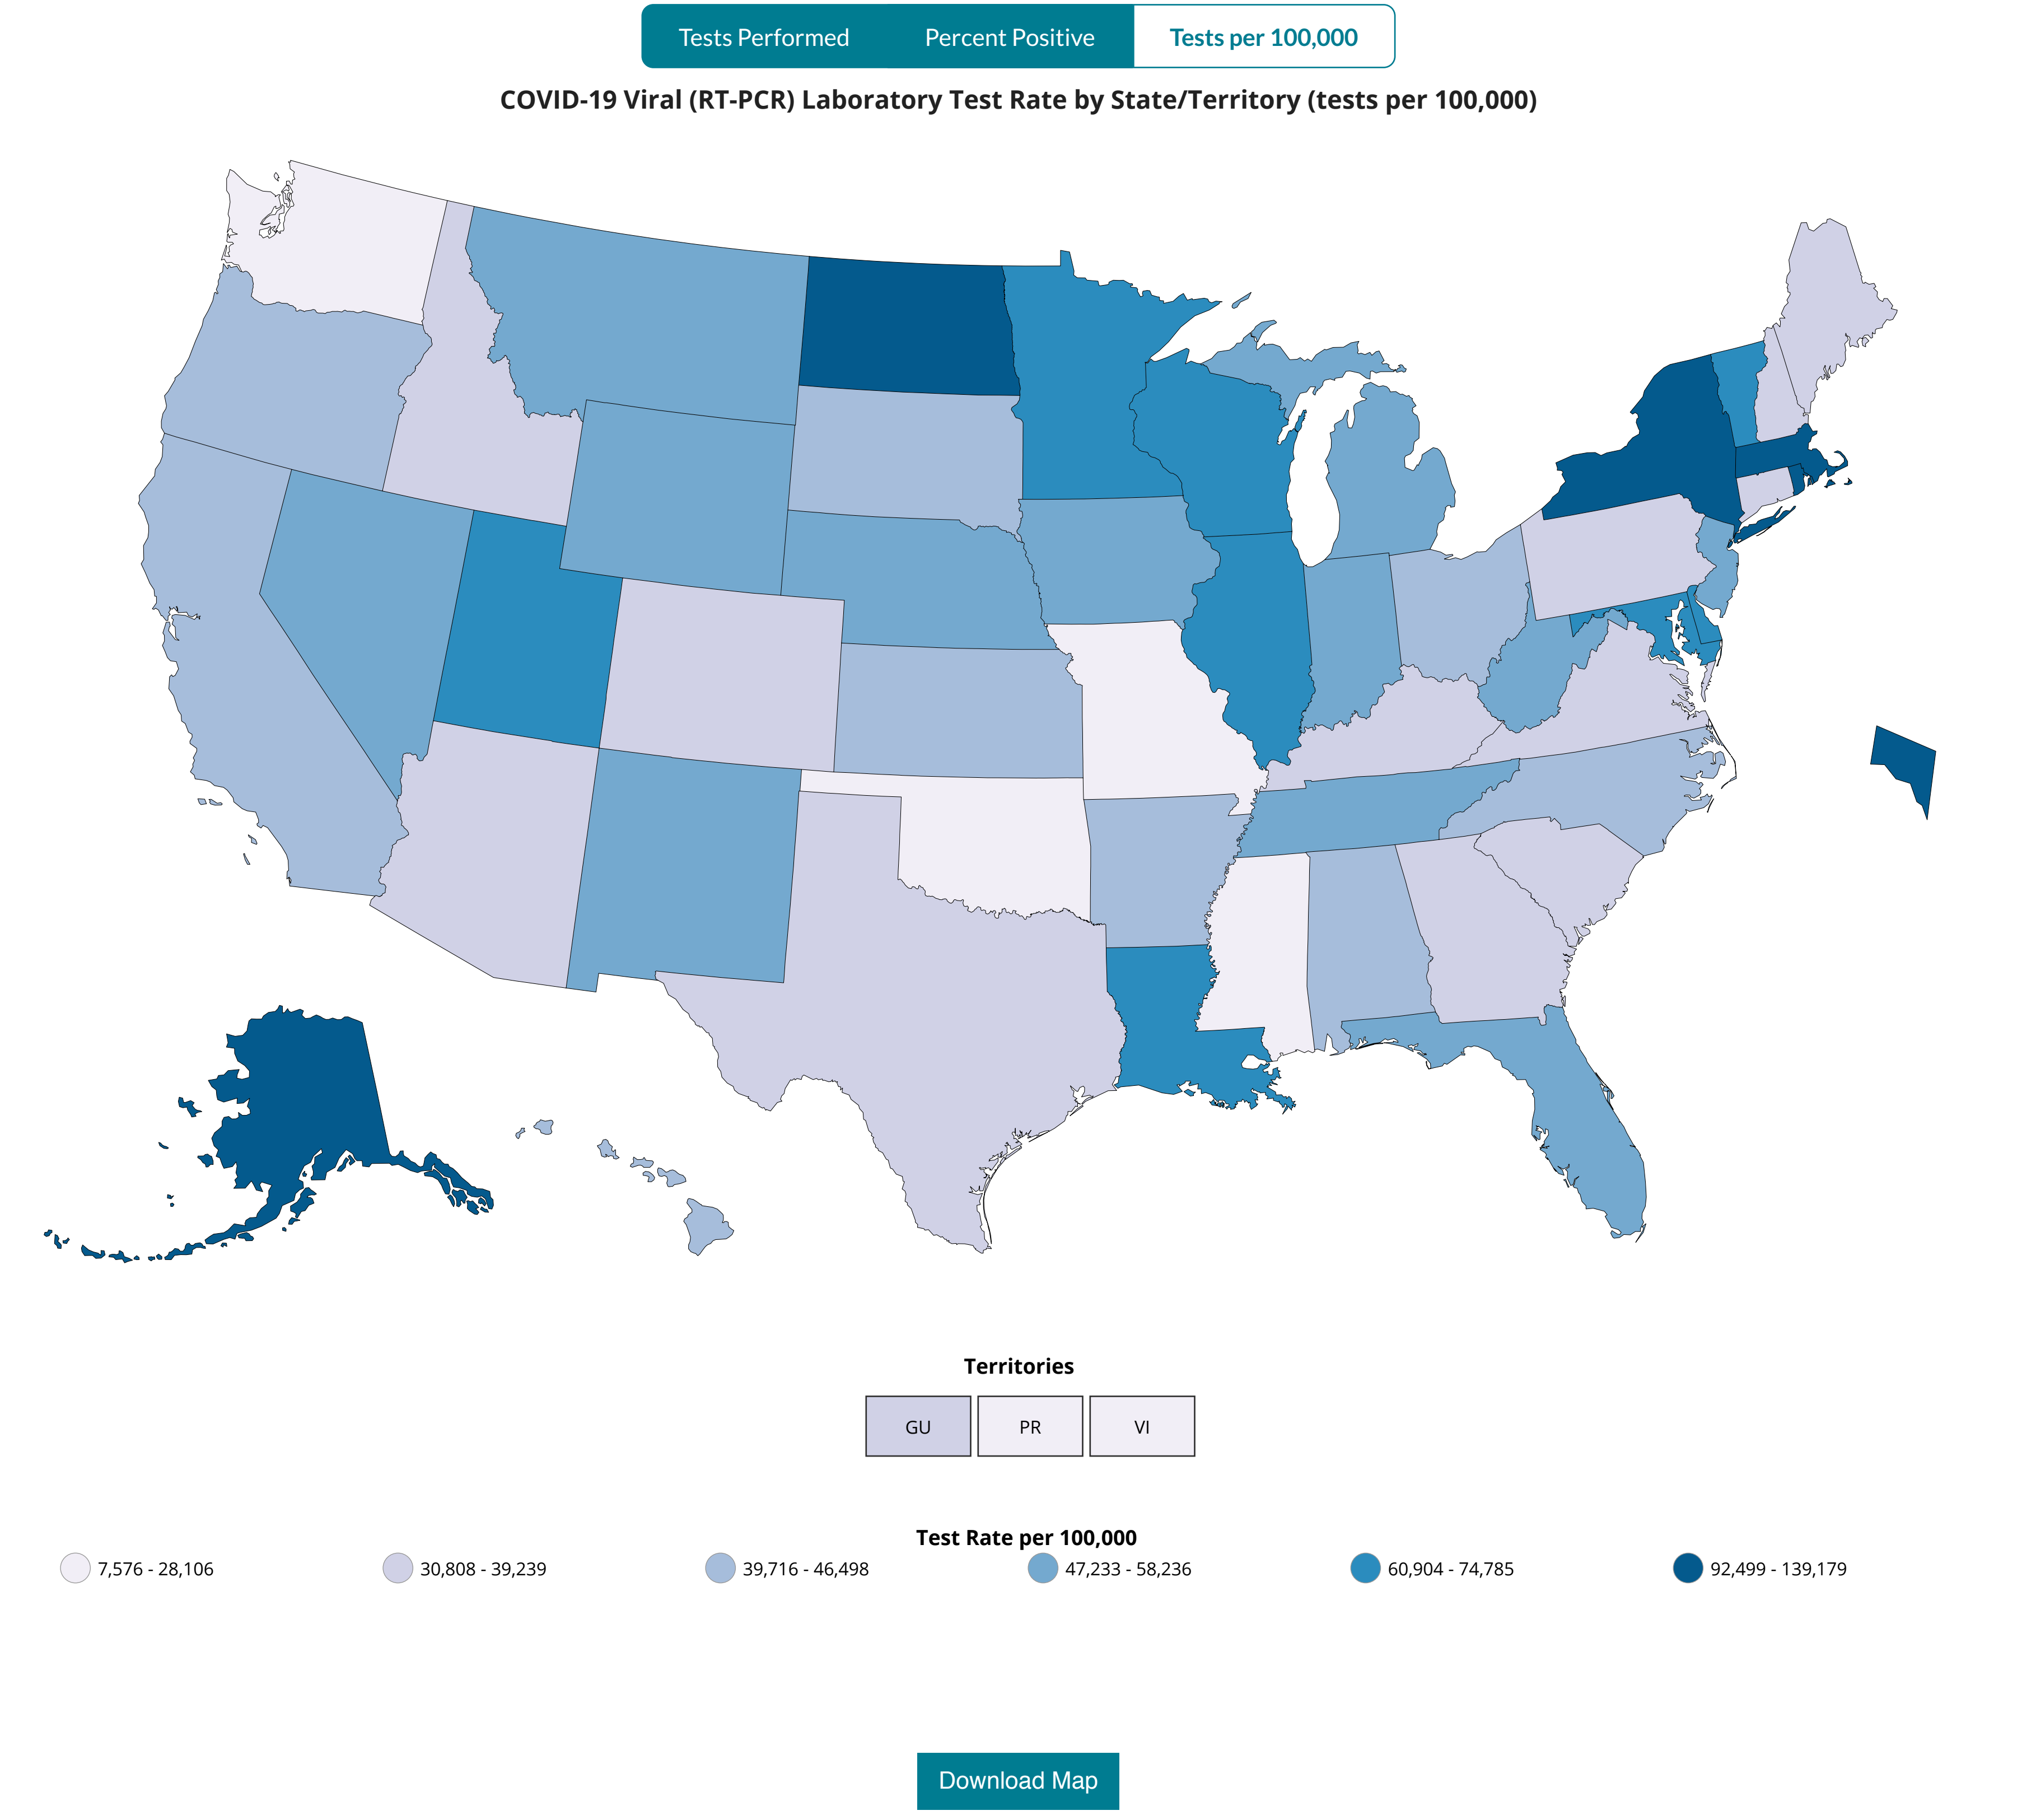 Tests Performed Percent Positive Tests per 100,000
COVID-19 Viral (RT-PCR) Laboratory Test Rate by State/Territory (tests per 100,000)
Territories
GU PR VI
Test Rate per 100,000
7,576 - 28,106 30,808 - 39,239 39,716 - 46,498 47,233 - 58,236 60,904 - 74,785 92,499 - 139,179
Download Map